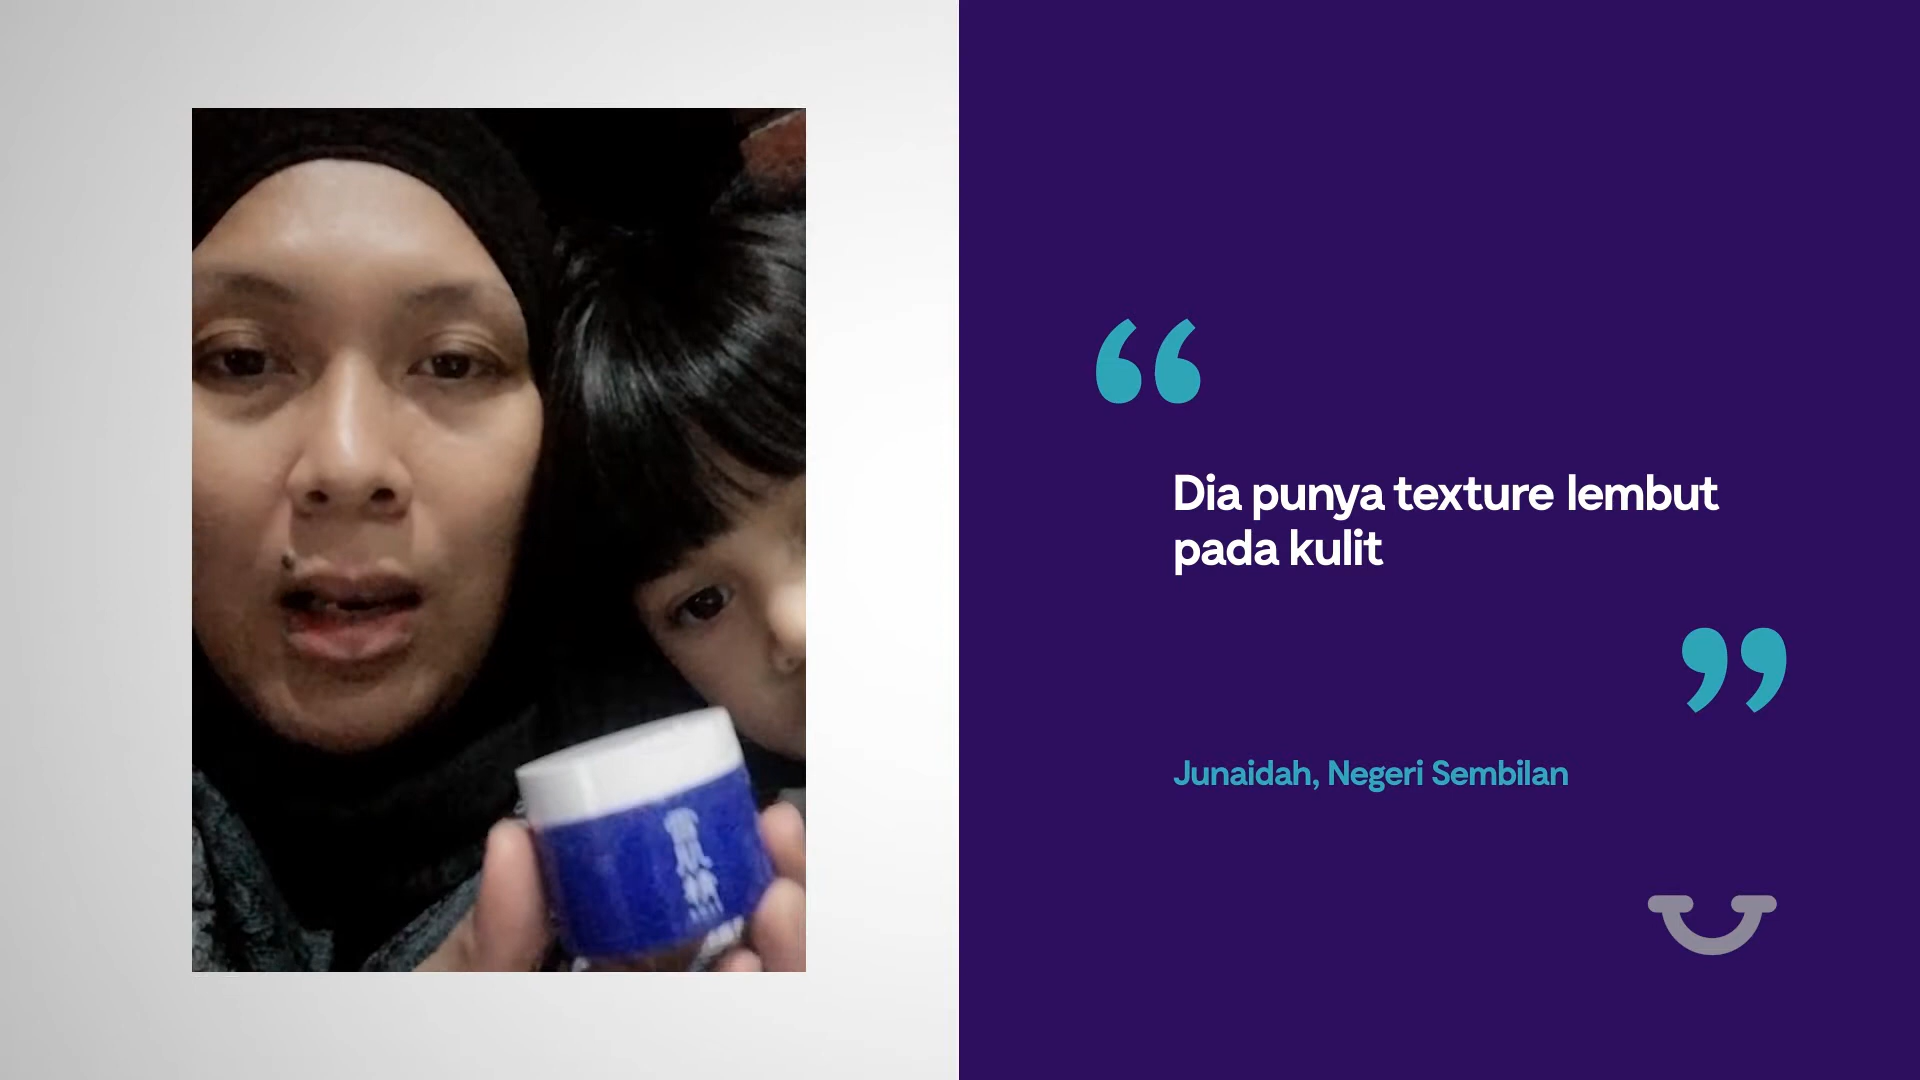 “
Dia punya texture lembut
pada kulit
”
Junaidah, Negeri Sembilan